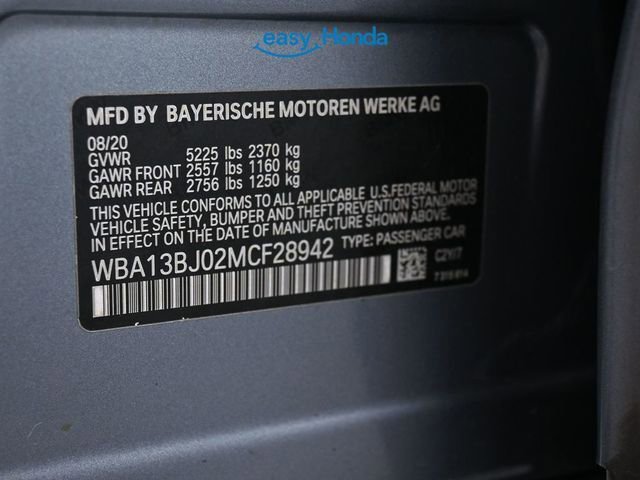 easy Honda
MFD BY BAYERISCHE MOTOREN WERKE AG
08/20
GVWR 5225 lbs 2370 kg
GAWR FRONT 2557 lbs 1160 kg
GAWR REAR 2756 lbs 1250 kg
THIS VEHICLE CONFORMS TO ALL APPLICABLE U.S.FEDERAL MOTOR
VEHICLE SAFETY, BUMPER AND THEFT PREVENTION STANDARDS
IN EFFECT ON THE DATE OF MANUFACTURE SHOWN ABOVE.
WBA13BJ02MCF28942 TYPE: PASSENGER CAR
C2Y17